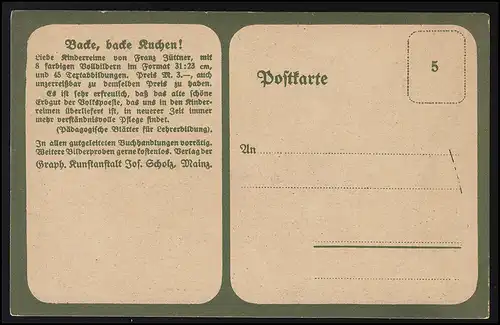 Backe, backe Kuchen!
Liebe Kinderreime von Franz Jüttner, mit
8 farbigen Vollbildern im Format 31:23 cm,
und 45 Textabbildungen. Preis M. 3.—, auch
unzerreißbar zu demselben Preis zu haben.
Es ist sehr erfreulich, daß das alte schöne
Erbgut der Volkspoesie, das uns in den Kinder-
reimen überliefert ist, in neuerer Zeit immer
mehr verständnisvolle Pflege findet.
(Pädagogische Blätter für Lehrerbildung).
In allen gutgeleiteten Buchhandlungen vorrätig.
Weitere Bilderproben gerne kostenlos. Verlag der
Graph. Kunstanstalt Jos. Scholz, Mainz.
Postkarte
5
An